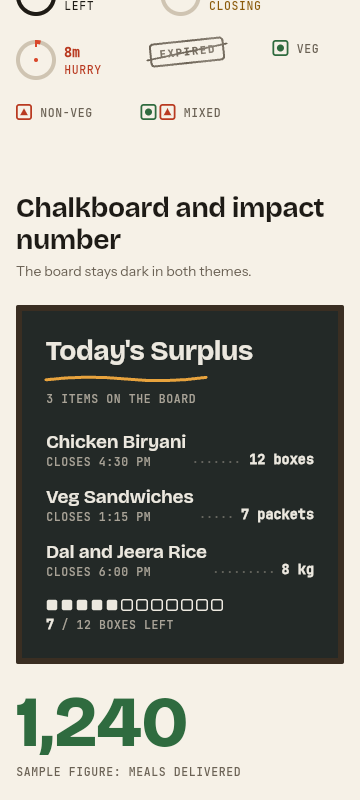 LEFT
CLOSING
8m
HURRY
EXPIRED
VEG
NON-VEG
MIXED
Chalkboard and impact
number
The board stays dark in both themes.
Today's Surplus
3 ITEMS ON THE BOARD
Chicken Biryani
CLOSES 4:30 PM ....... 12 boxes
Veg Sandwiches
CLOSES 1:15 PM ..... 7 packets
Dal and Jeera Rice
CLOSES 6:00 PM ......... 8 kg
7 / 12 BOXES LEFT
1,240
SAMPLE FIGURE: MEALS DELIVERED